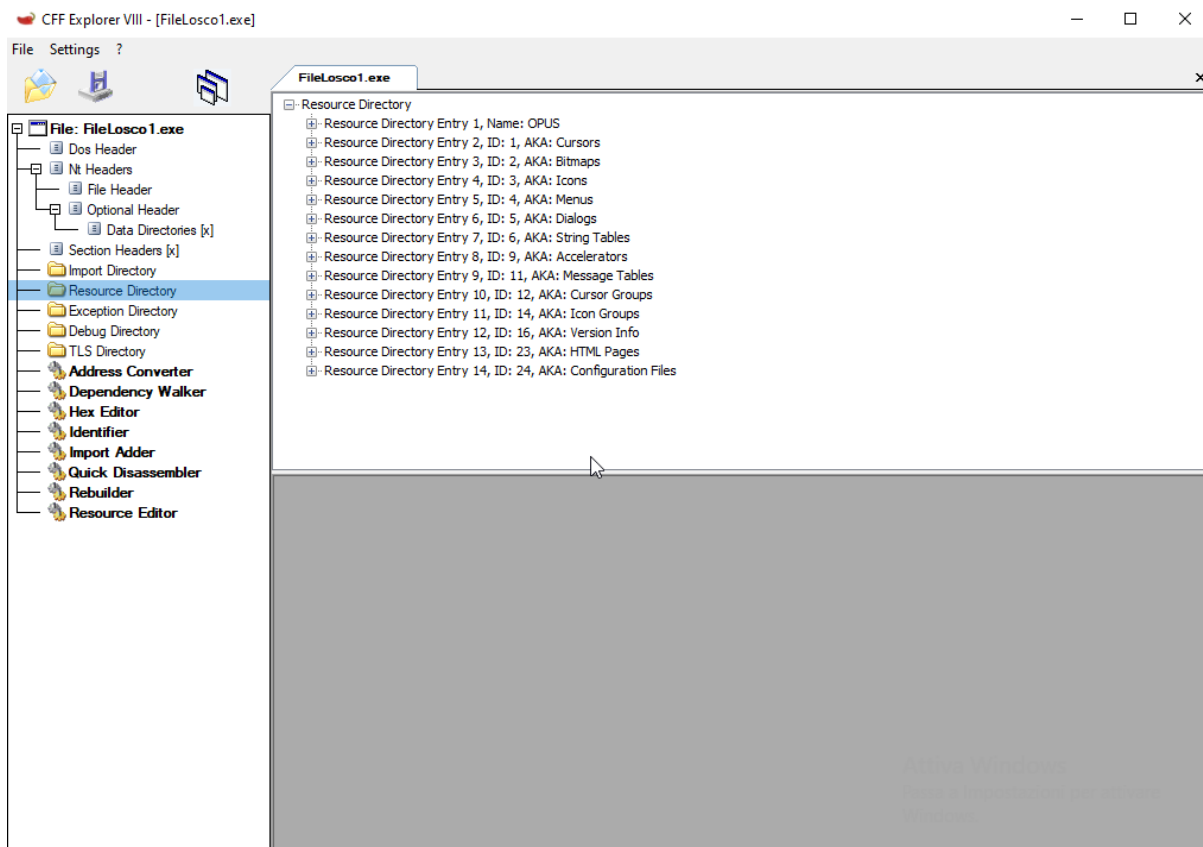 CFF Explorer VIII - [FileLosco1.exe]
File Settings ?
FileLosco1.exe
File: FileLosco1.exe
Dos Header
Nt Headers
File Header
Optional Header
Data Directories [x]
Section Headers [x]
Import Directory
Resource Directory
Exception Directory
Debug Directory
TLS Directory
Address Converter
Dependency Walker
Hex Editor
Identifier
Import Adder
Quick Disassembler
Rebuilder
Resource Editor
Resource Directory
Resource Directory Entry 1, Name: OPUS
Resource Directory Entry 2, ID: 1, AKA: Cursors
Resource Directory Entry 3, ID: 2, AKA: Bitmaps
Resource Directory Entry 4, ID: 3, AKA: Icons
Resource Directory Entry 5, ID: 4, AKA: Menus
Resource Directory Entry 6, ID: 5, AKA: Dialogs
Resource Directory Entry 7, ID: 6, AKA: String Tables
Resource Directory Entry 8, ID: 9, AKA: Accelerators
Resource Directory Entry 9, ID: 11, AKA: Message Tables
Resource Directory Entry 10, ID: 12, AKA: Cursor Groups
Resource Directory Entry 11, ID: 14, AKA: Icon Groups
Resource Directory Entry 12, ID: 16, AKA: Version Info
Resource Directory Entry 13, ID: 23, AKA: HTML Pages
Resource Directory Entry 14, ID: 24, AKA: Configuration Files
Attiva Windows
Windows